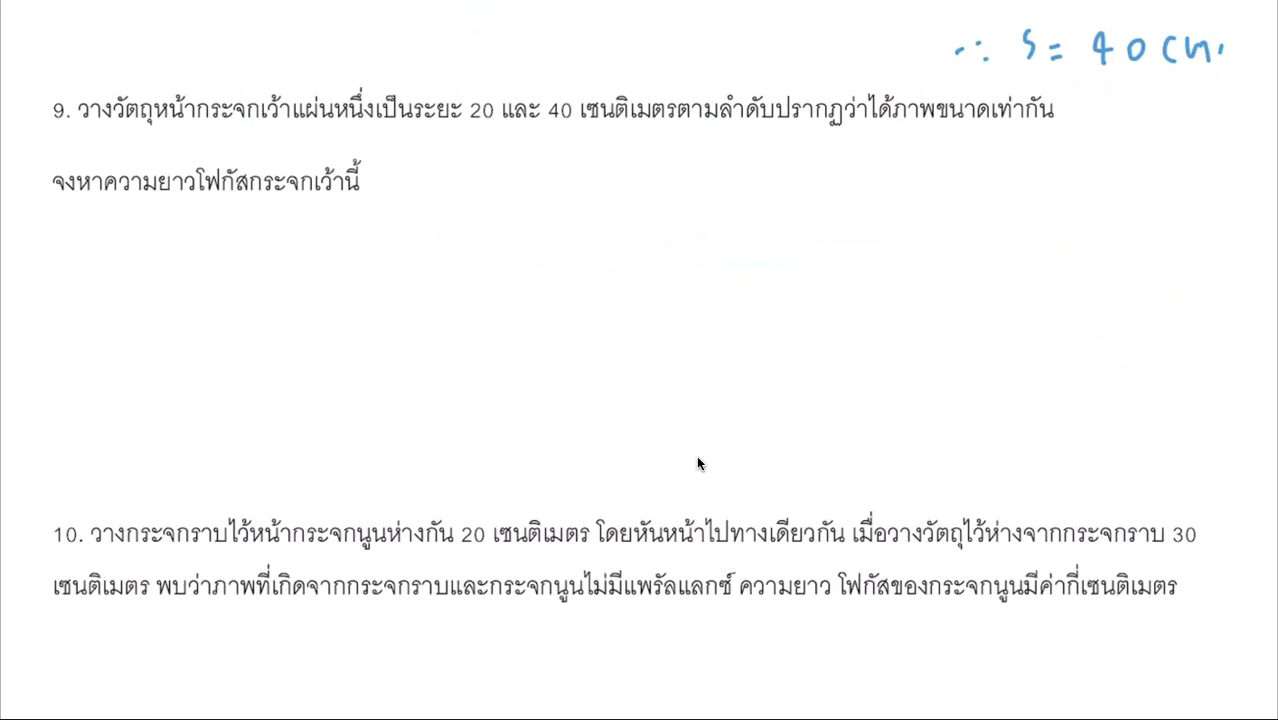 ∴ S = 40 cm.
9. วางวัตถุหน้ากระจกเว้าแผ่นหนึ่งเป็นระยะ 20 และ 40 เซนติเมตรตามลำดับปรากฏว่าได้ภาพขนาดเท่ากัน
จงหาความยาวโฟกัสกระจกเว้านี้
10. วางกระจกราบไว้หน้ากระจกนูนห่างกัน 20 เซนติเมตร โดยหันหน้าไปทางเดียวกัน เมื่อวางวัตถุไว้ห่างจากกระจกราบ 30
เซนติเมตร พบว่าภาพที่เกิดจากกระจกราบและกระจกนูนไม่มีแพรัลแลกซ์ ความยาว โฟกัสของกระจกนูนมีค่ากี่เซนติเมตร